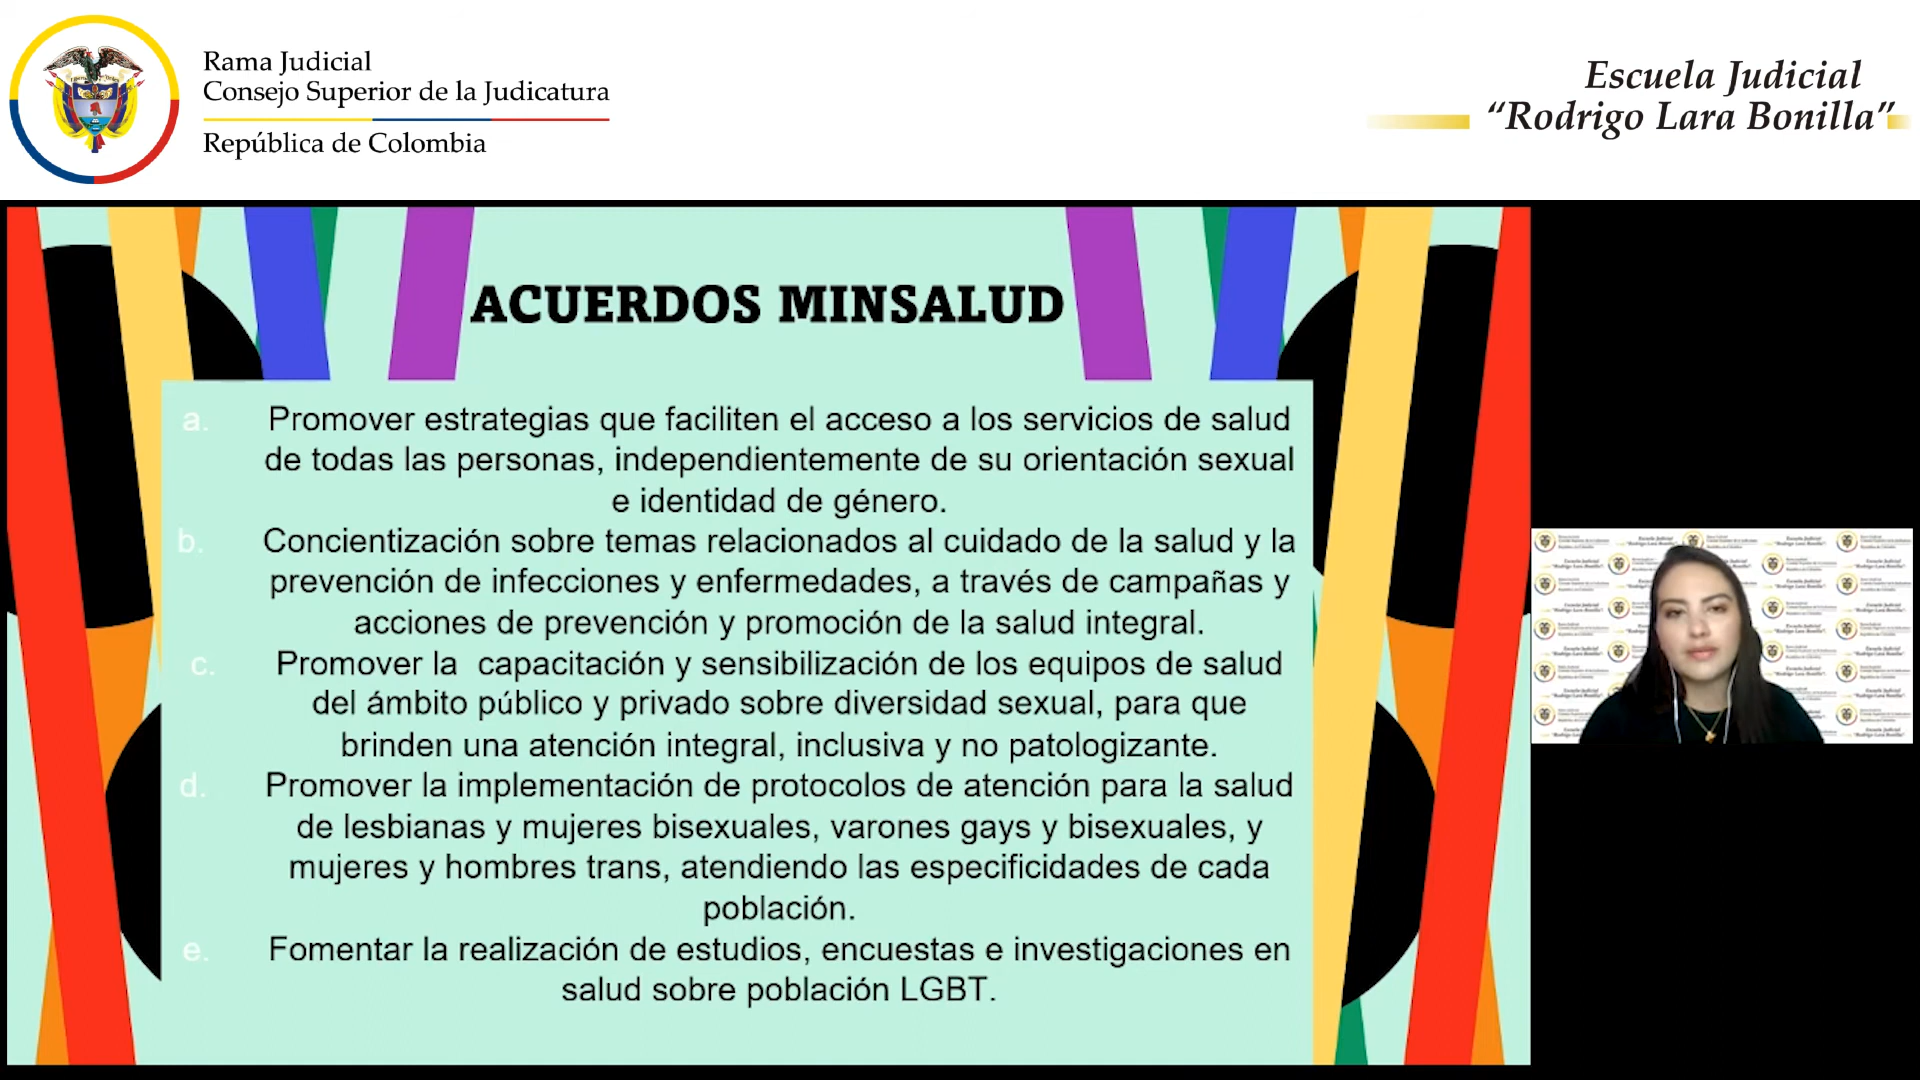 Rama Judicial
Consejo Superior de la Judicatura
República de Colombia
Escuela Judicial
“Rodrigo Lara Bonilla”
ACUERDOS MINSALUD
a. Promover estrategias que faciliten el acceso a los servicios de salud
de todas las personas, independientemente de su orientación sexual
e identidad de género.
b. Concientización sobre temas relacionados al cuidado de la salud y la
prevención de infecciones y enfermedades, a través de campañas y
acciones de prevención y promoción de la salud integral.
c. Promover la  capacitación y sensibilización de los equipos de salud
del ámbito público y privado sobre diversidad sexual, para que
brinden una atención integral, inclusiva y no patologizante.
d. Promover la implementación de protocolos de atención para la salud
de lesbianas y mujeres bisexuales, varones gays y bisexuales, y
mujeres y hombres trans, atendiendo las especificidades de cada
población.
e. Fomentar la realización de estudios, encuestas e investigaciones en
salud sobre población LGBT.